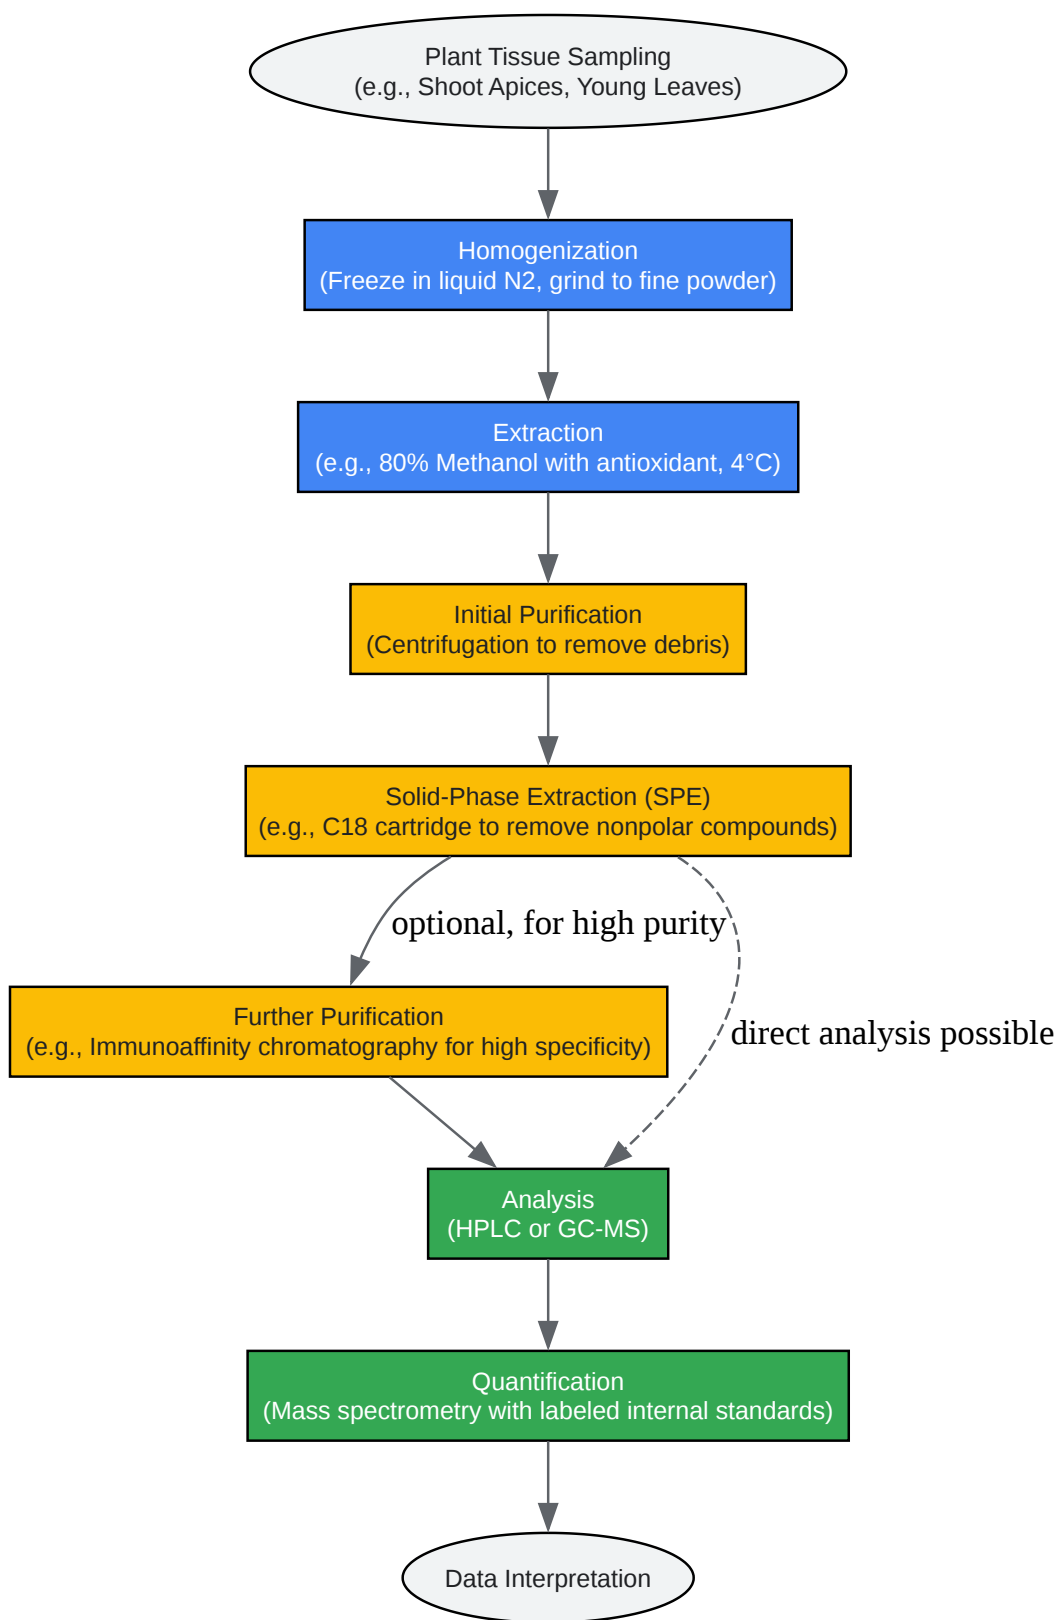 Plant Tissue Sampling
(e.g., Shoot Apices, Young Leaves)
Homogenization
(Freeze in liquid N2, grind to fine powder)
Extraction
(e.g., 80% Methanol with antioxidant, 4°C)
Initial Purification
(Centrifugation to remove debris)
Solid-Phase Extraction (SPE)
(e.g., C18 cartridge to remove nonpolar compounds)
optional, for high purity
Further Purification
(e.g., Immunoaffinity chromatography for high specificity)
direct analysis possible
Analysis
(HPLC or GC-MS)
Quantification
(Mass spectrometry with labeled internal standards)
Data Interpretation